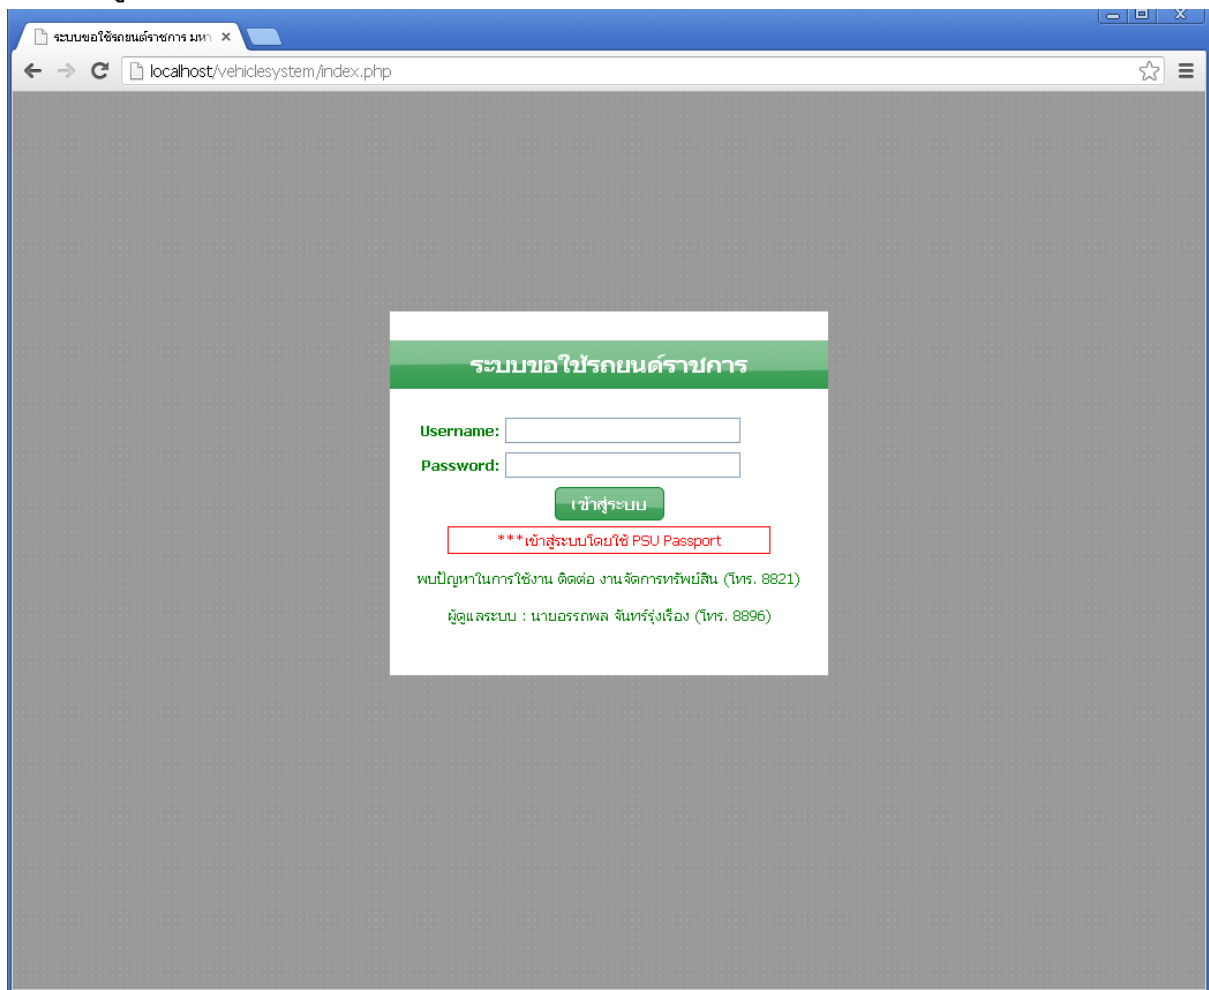 ระบบขอใช้รถยนต์ราชการ มหา
localhost/vehiclesystem/index.php
ระบบขอใช้รถยนต์ราชการ
Username:
Password:
เข้าสู่ระบบ
***เข้าสู่ระบบโดยใช้ PSU Passport
พบปัญหาในการใช้งาน ติดต่อ งานจัดการทรัพย์สิน (โทร. 8821)
ผู้ดูแลระบบ : นายอรรถพล จันทร์รุ่งเรือง (โทร. 8896)